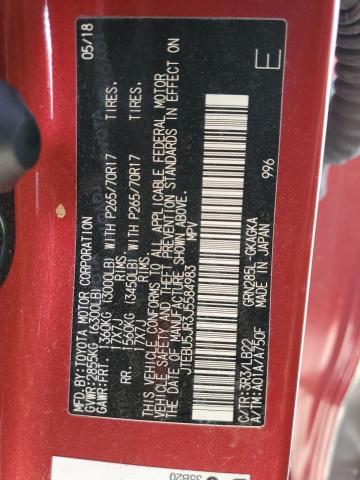 MFD.BY:TOYOTA MOTOR CORPORATION 05/18
GVWR:2855KG (6300LB)
GAWR:FRT. 1360KG (3000LB) WITH P265/70R17 TIRES,
17X7J RIMS
RR. 1560KG (3450LB) WITH P265/70R17 TIRES,
17X7J RIMS
THIS VEHICLE CONFORMS TO ALL APPLICABLE FEDERAL MOTOR
VEHICLE SAFETY, BUMPER, AND THEFT PREVENTION STANDARDS IN EFFECT
ON THE DATE OF MANUFACTURE SHOWN ABOVE.
JTEBU5JR3J5584983 MPV
E
C/TR:3R3/LB22 GRN285L-GKAGKA
A/TM:A01A/A750F MADE IN JAPAN 996
35B20